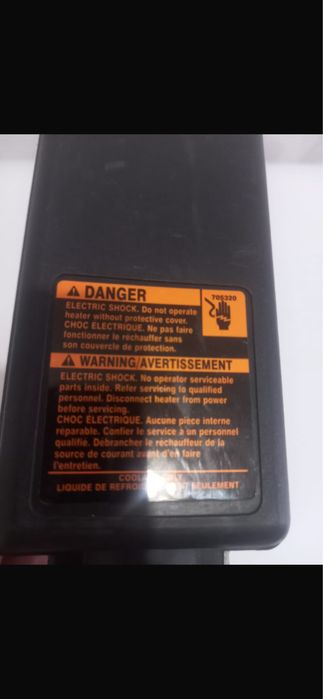 ⚠ DANGER
705320
ELECTRIC SHOCK. Do not operate
heater without protective cover.
CHOC ÉLECTRIQUE. Ne pas faire
fonctionner le réchauffer sans
son couvercle de protection.
⚠ WARNING/AVERTISSEMENT
ELECTRIC SHOCK. No operator serviceable
parts inside. Refer servicing to qualified
personnel. Disconnect heater from power
before servicing.
CHOC ÉLECTRIQUE. Aucune pièce interne
réparable. Confier le service à un personnel
qualifié. Débrancher le réchauffeur de la
source de courant avant d'en faire
l'entretien.
LIQUIDE DE SEULEMENT